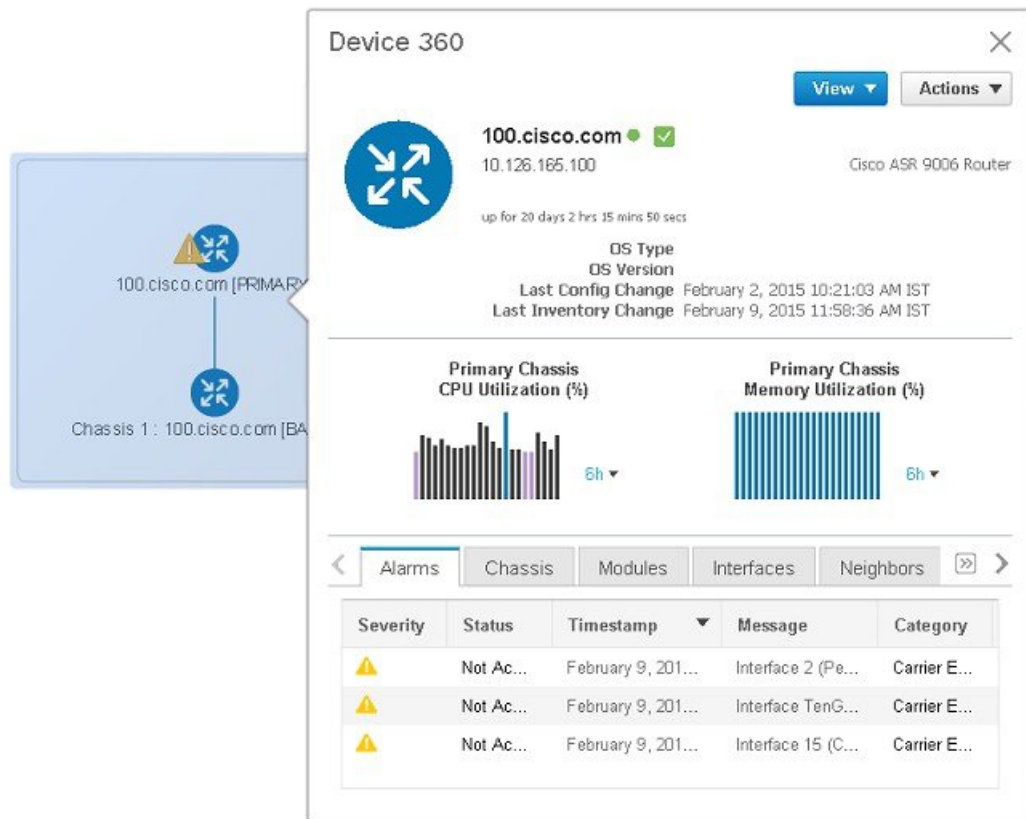 Device 360
View
Actions
100.cisco.com
10.126.165.100
Cisco ASR 9006 Router
up for 20 days 2 hrs 15 mins 50 secs
OS Type
OS Version
Last Config Change February 2, 2015 10:21:03 AM IST
Last Inventory Change February 9, 2015 11:58:36 AM IST
100.cisco.com [PRIMARY
Chassis 1 : 100.cisco.com [BA
Primary Chassis
CPU Utilization (%)
6h
Primary Chassis
Memory Utilization (%)
6h
Alarms Chassis Modules Interfaces Neighbors
Severity Status Timestamp Message Category
Not Ac... February 9, 201... Interface 2 (Pe... Carrier E...
Not Ac... February 9, 201... Interface TenG... Carrier E...
Not Ac... February 9, 201... Interface 15 (C... Carrier E...